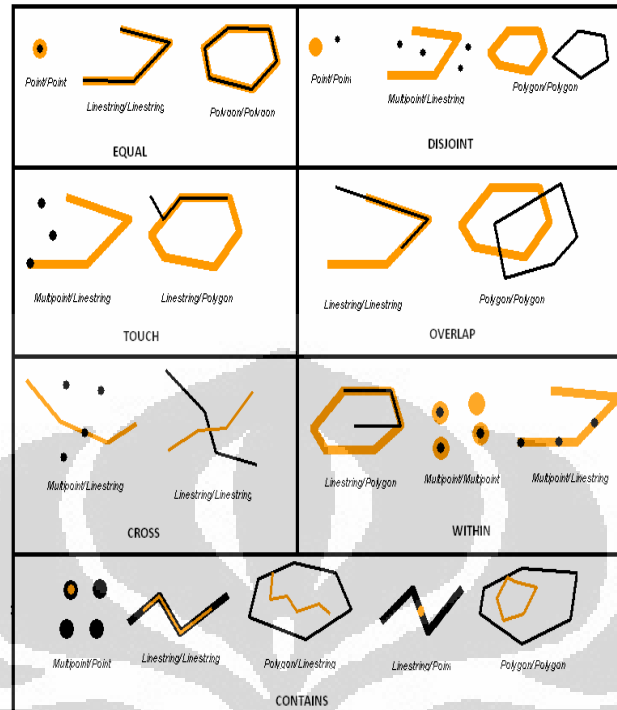 Point/Point
Linestring/Linestring
Polygon/Polygon
EQUAL
Point/Point
Multipoint/Linestring
Polygon/Polygon
DISJOINT
Multipoint/Linestring
Linestring/Polygon
TOUCH
Linestring/Linestring
Polygon/Polygon
OVERLAP
Multipoint/Linestring
Linestring/Linestring
CROSS
Linestring/Polygon
Multipoint/Multipoint
Multipoint/Linestring
WITHIN
Multipoint/Point
Linestring/Linestring
Polygon/Linestring
Linestring/Point
Polygon/Polygon
CONTAINS